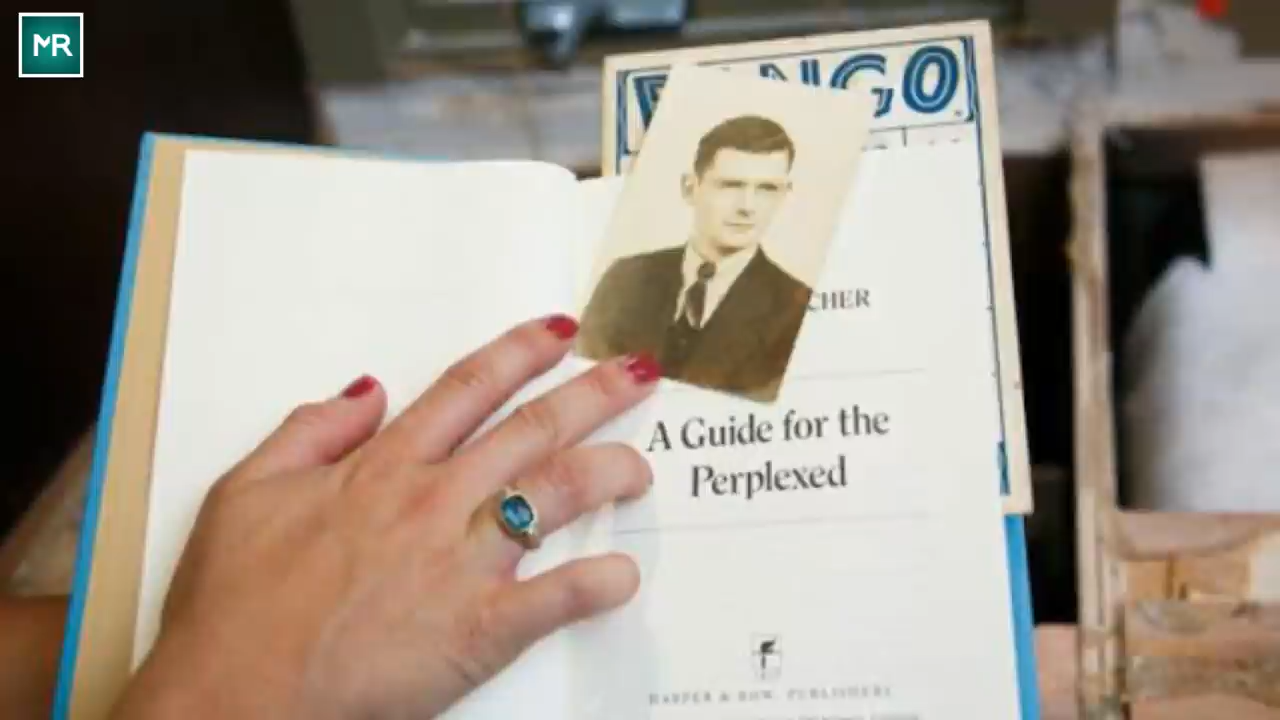 MR
NGO
CHER
A Guide for the
Perplexed
HARPER & ROW, PUBLISHERS